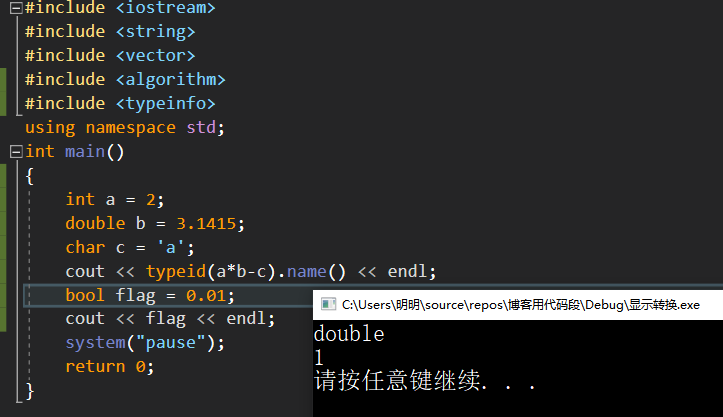 #include <iostream>
#include <string>
#include <vector>
#include <algorithm>
#include <typeinfo>
using namespace std;
int main()
{
    int a = 2;
    double b = 3.1415;
    char c = 'a';
    cout << typeid(a*b-c).name() << endl;
    bool flag = 0.01;
    cout << flag << endl;
    system("pause");
    return 0;
}
C:\Users\明明\source\repos\博客用代码段\Debug\显示转换.exe
double
1
请按任意键继续. . .